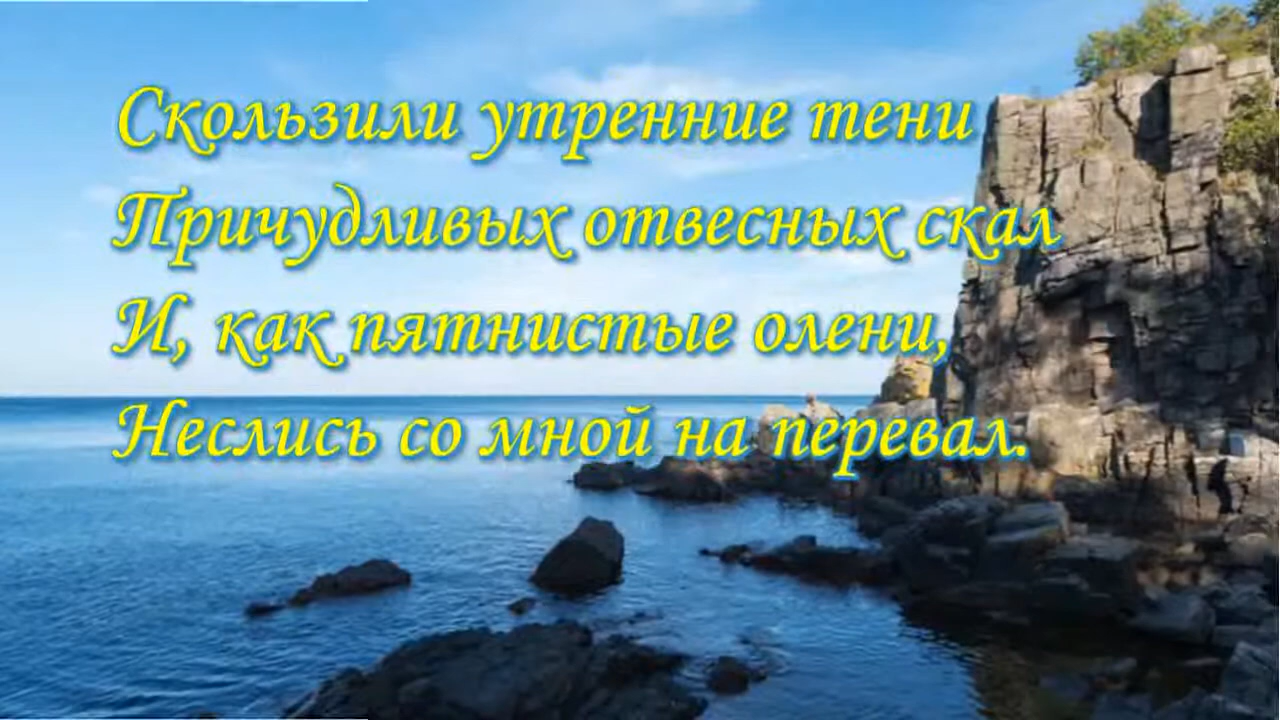 Скользили утренние тени
Причудливых отвесных скал
И, как пятнистые олени,
Неслись со мной на перевал.